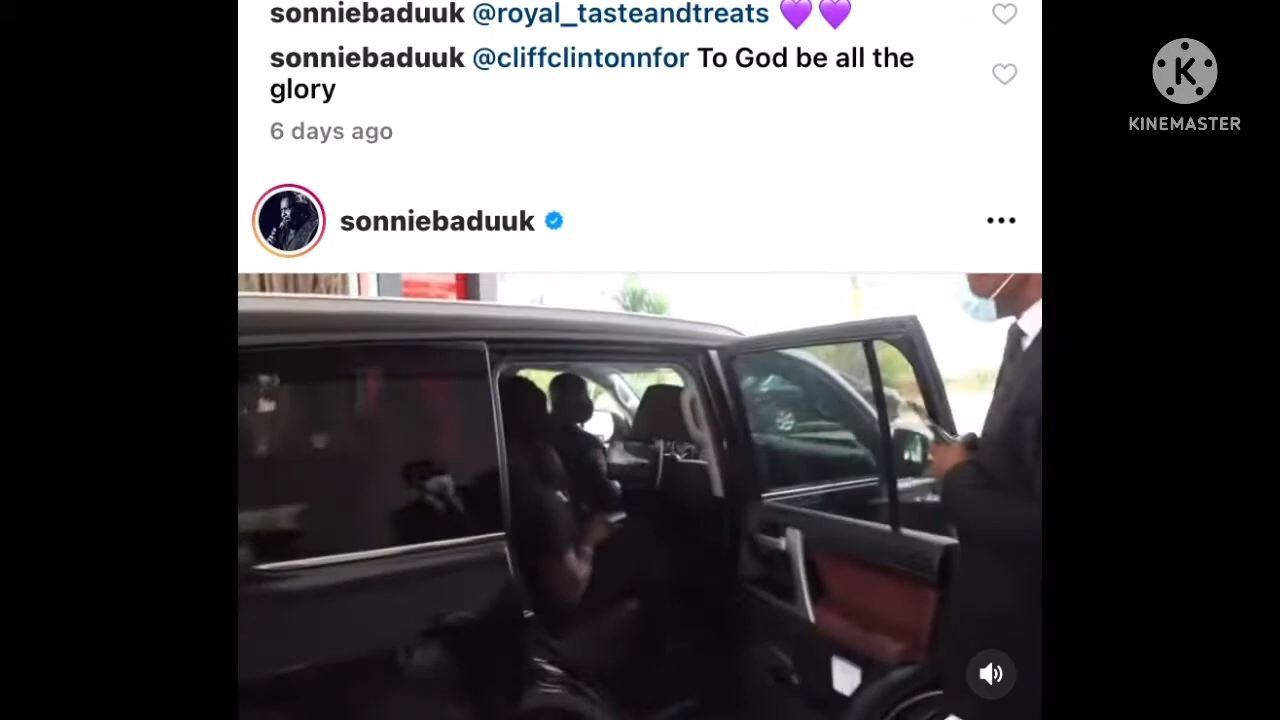 sonniebaduuk @royal_tasteandtreats 💜💜
sonniebaduuk @cliffclintonnfor To God be all the
glory
6 days ago
sonniebaduuk
K
KINEMASTER